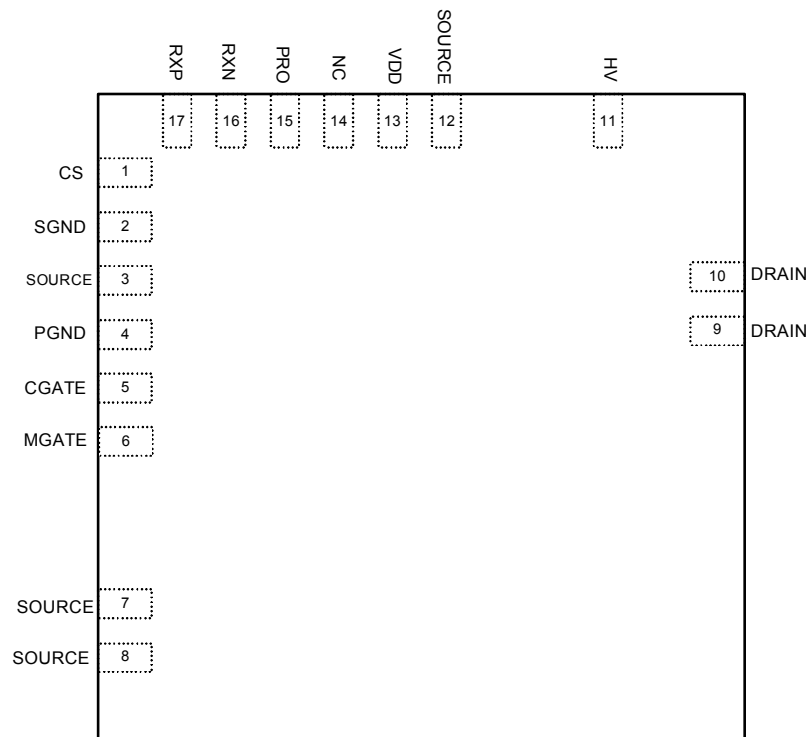 RXP
RXN
PRO
NC
VDD
SOURCE
HV
17
16
15
14
13
12
11
CS 1
SGND 2
SOURCE 3
10 DRAIN
PGND 4
9 DRAIN
CGATE 5
MGATE 6
SOURCE 7
SOURCE 8